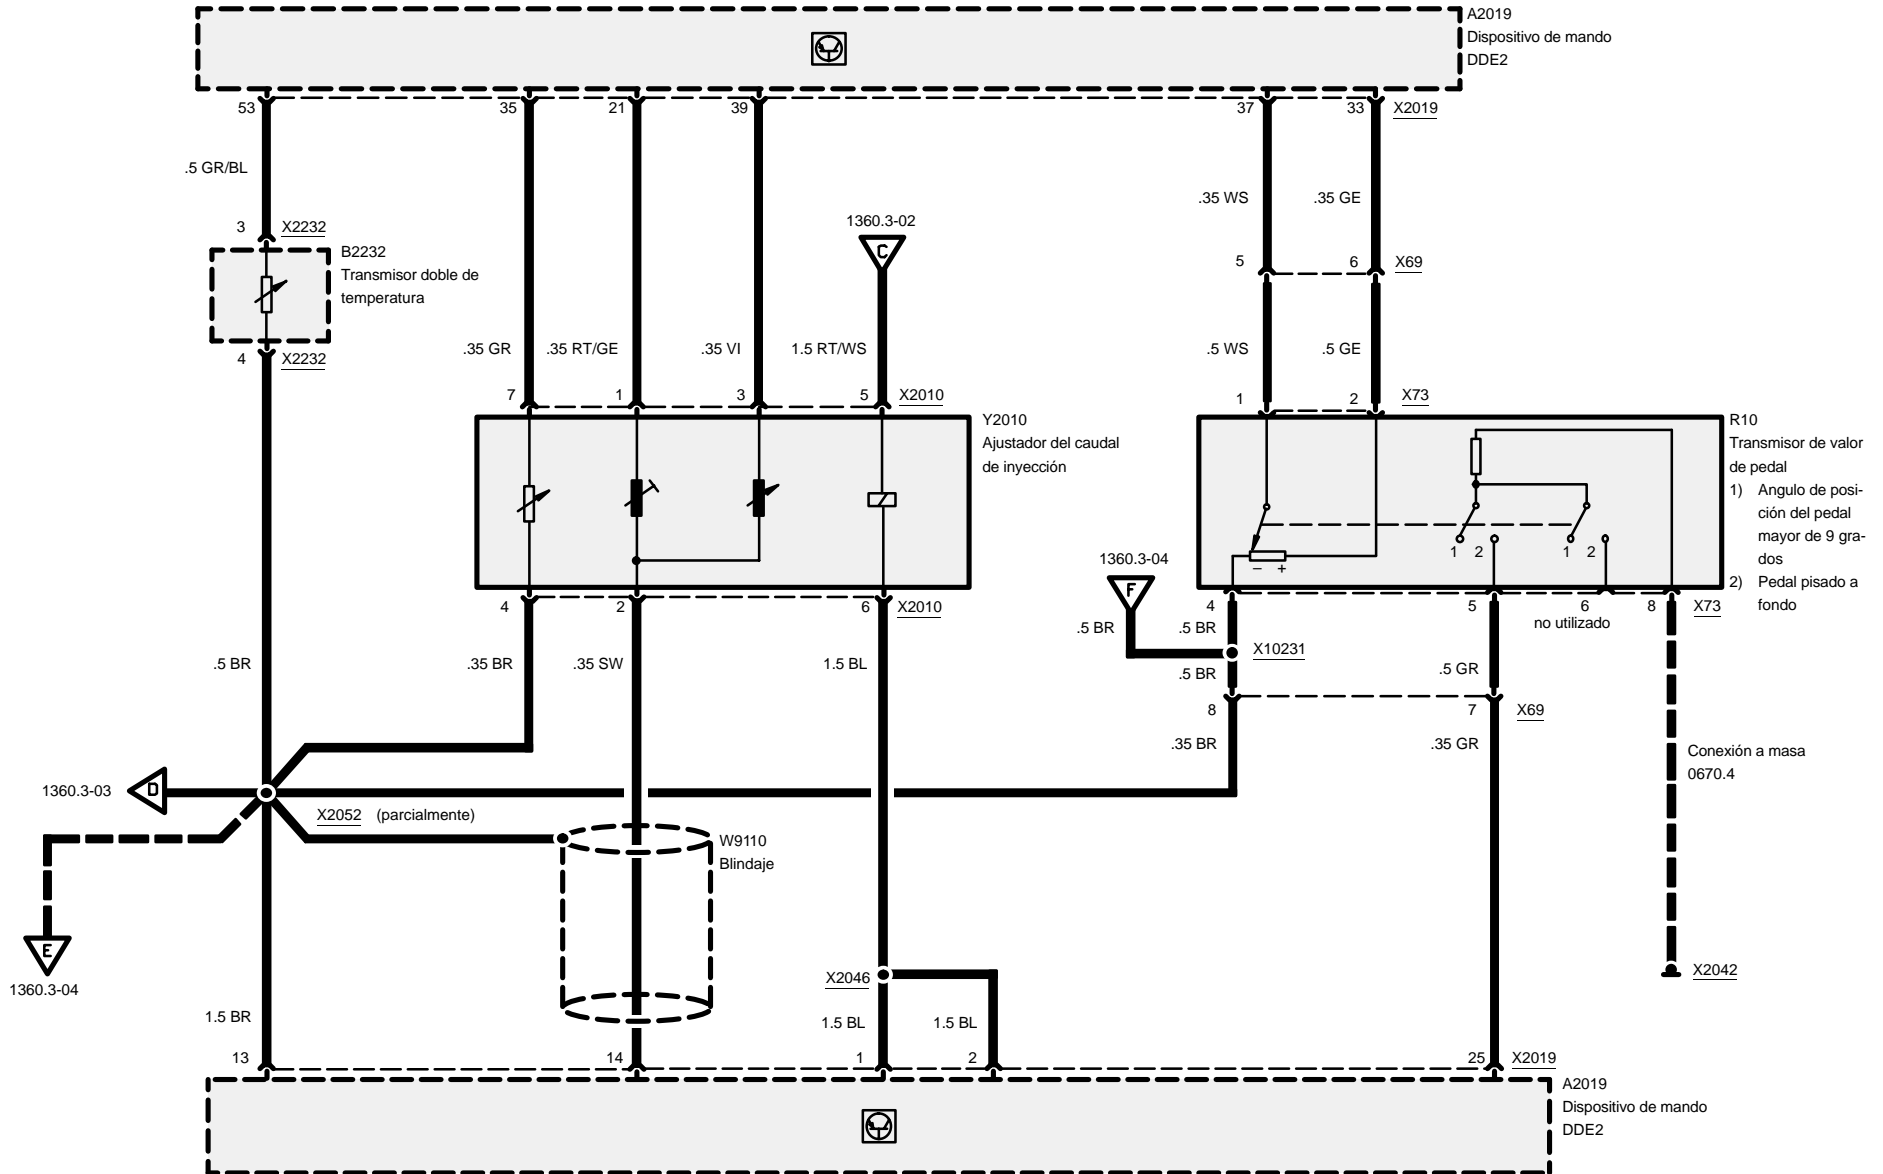 A2019
Dispositivo de mando
DDE2
53
35
21
39
37
33
X2019
.5 GR/BL
.35 WS
.35 GE
3
X2232
1360.3-02
C
B2232
Transmisor doble de
temperatura
5
6
X69
4
X2232
.35 GR
.35 RT/GE
.35 VI
1.5 RT/WS
.5 WS
.5 GE
7
1
3
5
X2010
1
2
X73
Y2010
Ajustador del caudal
de inyección
R10
Transmisor de valor
de pedal
1) Angulo de posi-
ción del pedal
mayor de 9 gra-
dos
2) Pedal pisado a
fondo
1
2
1
2
– +
1360.3-04
F
4
2
6
X2010
4
5
6
8
X73
no utilizado
.5 BR
.5 BR
X10231
.5 BR
.35 BR
.35 SW
1.5 BL
.5 BR
.5 GR
8
7
X69
.35 BR
.35 GR
Conexión a masa
0670.4
1360.3-03
D
X2052 (parcialmente)
W9110
Blindaje
E
1360.3-04
X2046
X2042
1.5 BR
1.5 BL
1.5 BL
13
14
1
2
25
X2019
A2019
Dispositivo de mando
DDE2